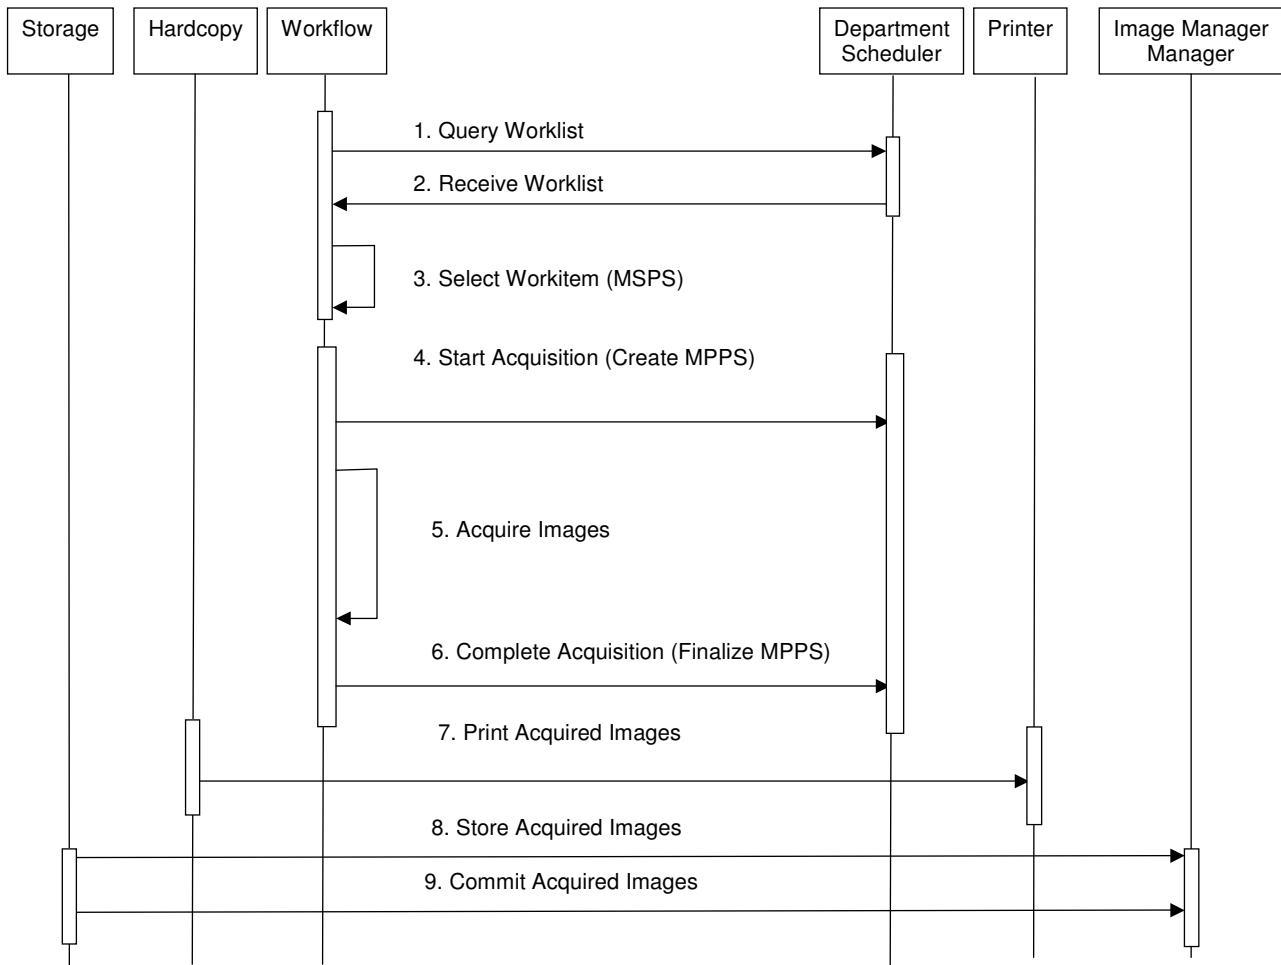 Storage
Hardcopy
Workflow
Department
Scheduler
Printer
Image Manager
Manager
1. Query Worklist
2. Receive Worklist
3. Select Workitem (MSPS)
4. Start Acquisition (Create MPPS)
5. Acquire Images
6. Complete Acquisition (Finalize MPPS)
7. Print Acquired Images
8. Store Acquired Images
9. Commit Acquired Images